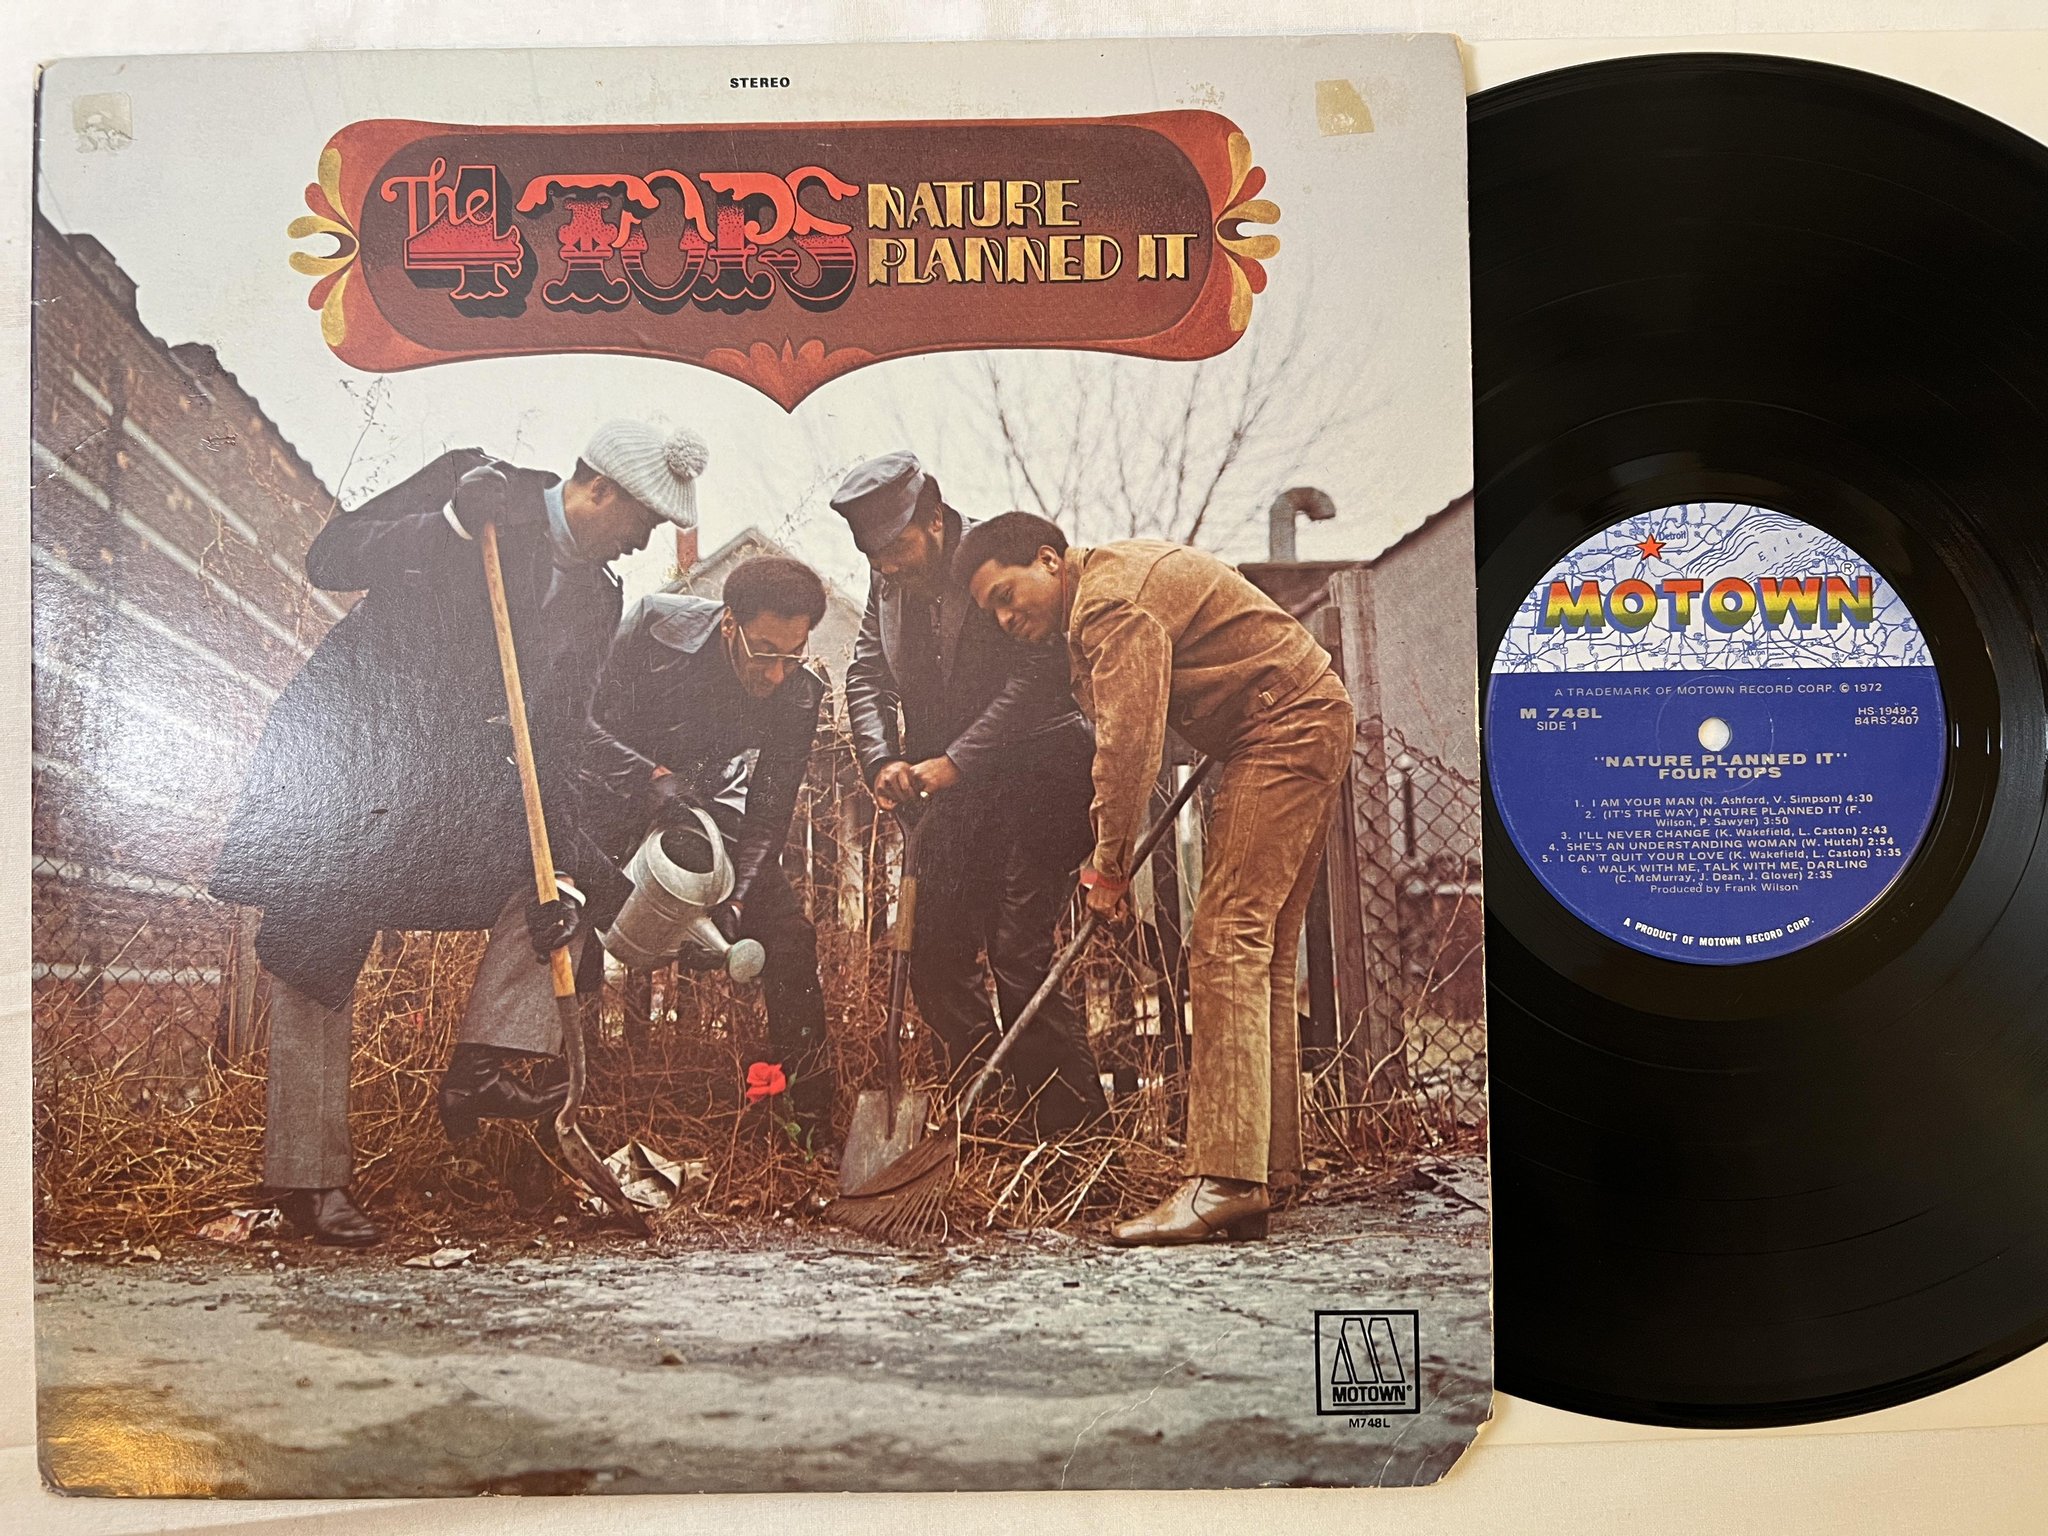 STEREO
The 4 TOPS NATURE
PLANNED IT
MOTOWN®
M748L
Detroit
Erie
MOTOWN®
A TRADEMARK OF MOTOWN RECORD CORP. © 1972
M 748L HS-1949-2
SIDE 1 B4RS-2407
"NATURE PLANNED IT"
FOUR TOPS
1. I AM YOUR MAN (N. Ashford, V. Simpson) 4:30
2. (IT'S THE WAY) NATURE PLANNED IT (F.
Wilson, P. Sawyer) 3:50
3. I'LL NEVER CHANGE (K. Wakefield, L. Caston) 2:43
4. SHE'S AN UNDERSTANDING WOMAN (W. Hutch) 2:54
5. I CAN'T QUIT YOUR LOVE (K. Wakefield, L. Caston) 3:35
6. WALK WITH ME, TALK WITH ME, DARLING
(C. McMurray, J. Dean, J. Glover) 2:35
Produced by Frank Wilson
A PRODUCT OF MOTOWN RECORD CORP.